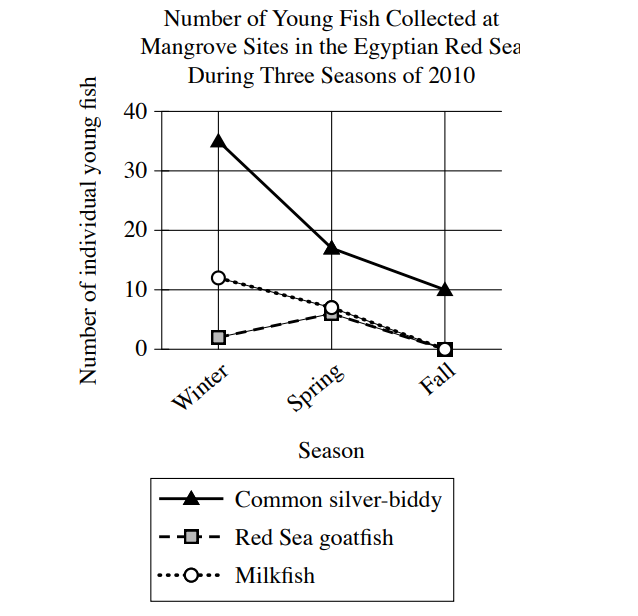 Number of Young Fish Collected at
Mangrove Sites in the Egyptian Red Sea
During Three Seasons of 2010
Number of individual young fish
40
30
20
10
0
Winter
Spring
Fall
Season
Common silver-biddy
Red Sea goatfish
Milkfish